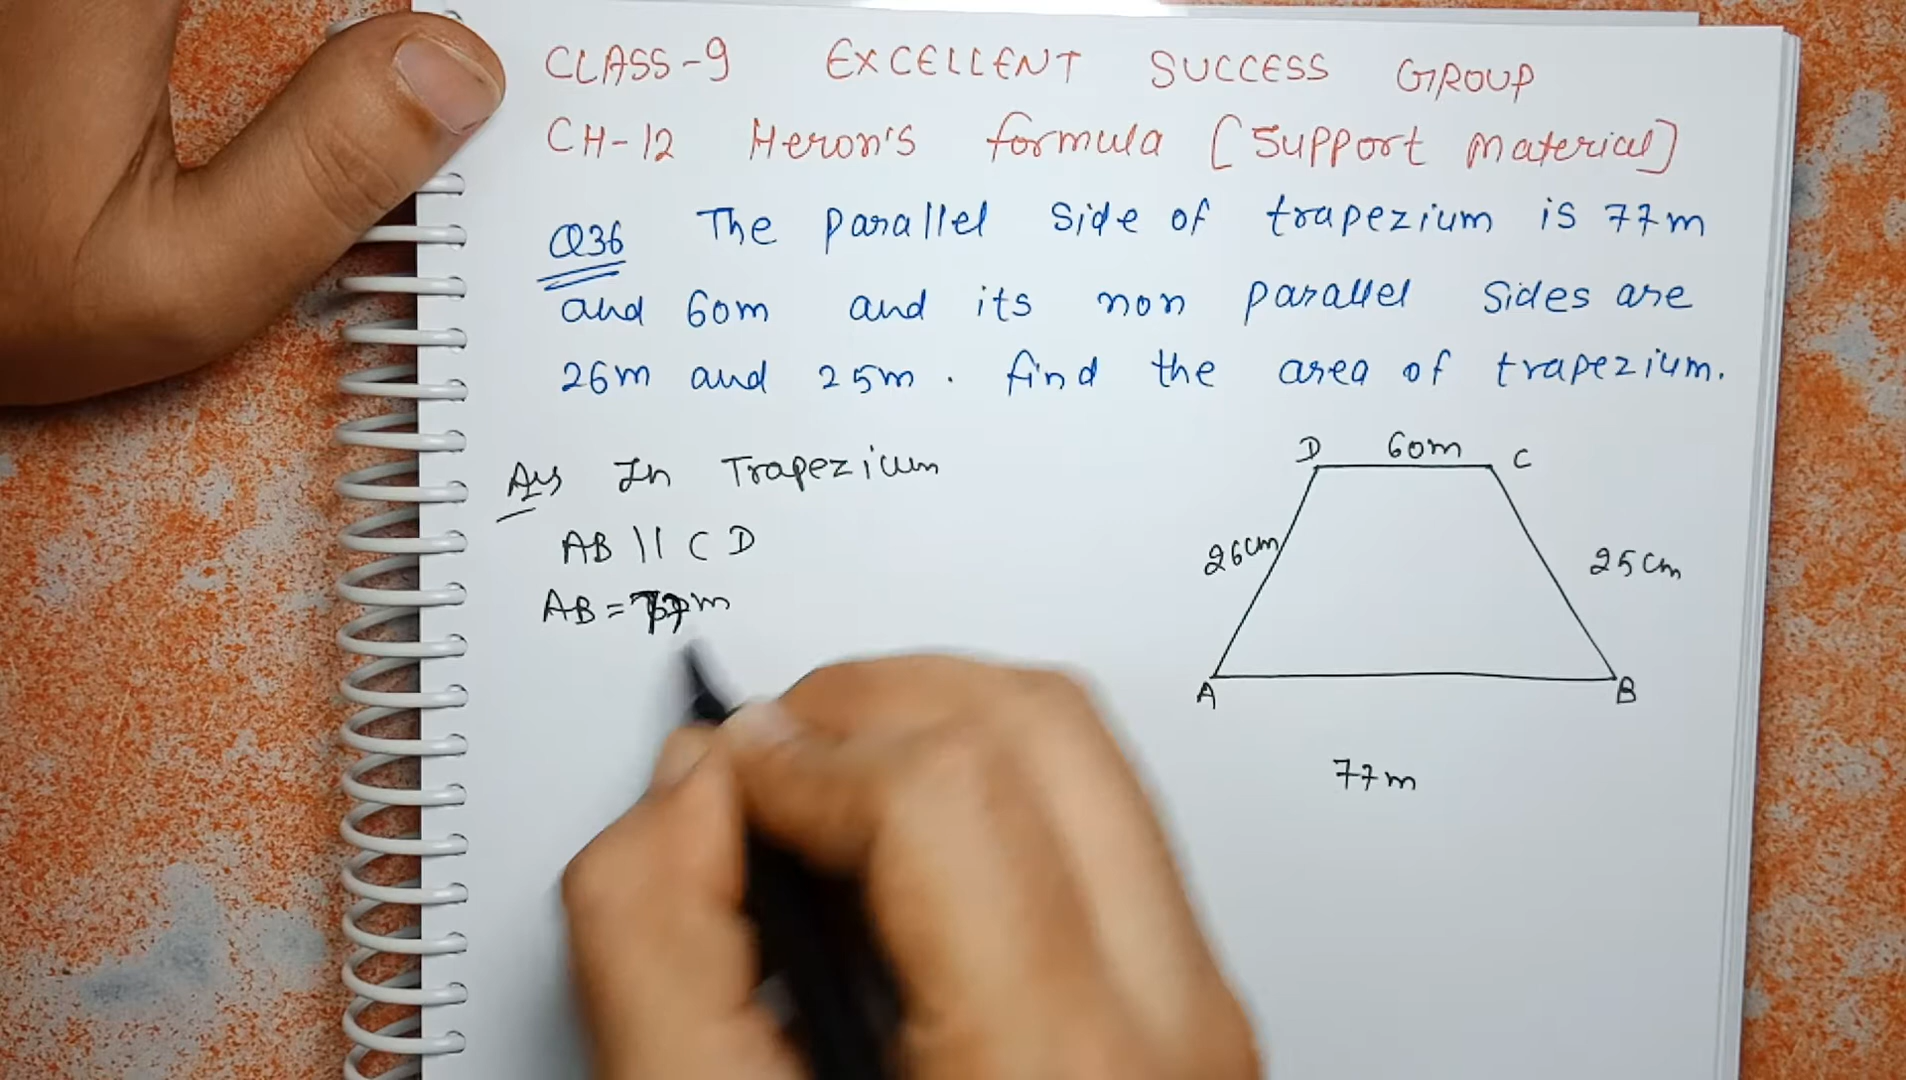 CLASS-9 EXCELLENT SUCCESS GROUP
CH-12 Heron's formula [Support Material]
Q36 The parallel side of trapezium is 77m
and 60m and its non parallel sides are
26m and 25m. find the area of trapezium.
Ans In Trapezium
AB || CD
AB = 77m
D 60m C
26cm 25cm
A B
77m